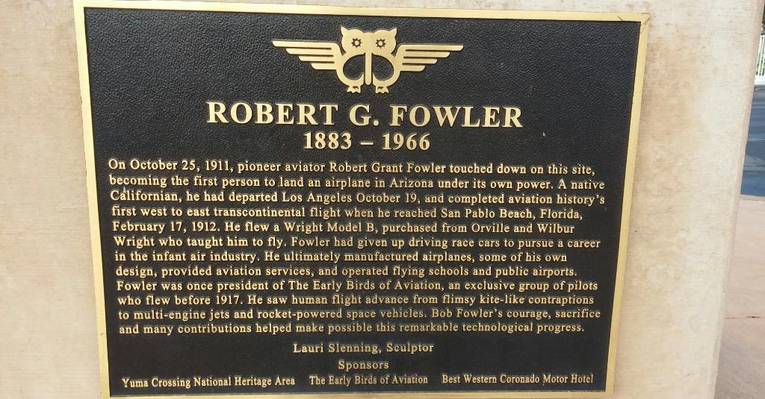 ROBERT G. FOWLER
1883 – 1966
On October 25, 1911, pioneer aviator Robert Grant Fowler touched down on this site,
becoming the first person to land an airplane in Arizona under its own power. A native
Californian, he had departed Los Angeles October 19, and completed aviation history's
first west to east transcontinental flight when he reached San Pablo Beach, Florida,
February 17, 1912. He flew a Wright Model B, purchased from Orville and Wilbur
Wright who taught him to fly. Fowler had given up driving race cars to pursue a career
in the infant air industry. He ultimately manufactured airplanes, some of his own
design, provided aviation services, and operated flying schools and public airports.
Fowler was once president of The Early Birds of Aviation, an exclusive group of pilots
who flew before 1917. He saw human flight advance from flimsy kite-like contraptions
to multi-engine jets and rocket-powered space vehicles. Bob Fowler's courage, sacrifice
and many contributions helped make possible this remarkable technological progress.
Lauri Slenning, Sculptor
Sponsors
Yuma Crossing National Heritage Area The Early Birds of Aviation Best Western Coronado Motor Hotel